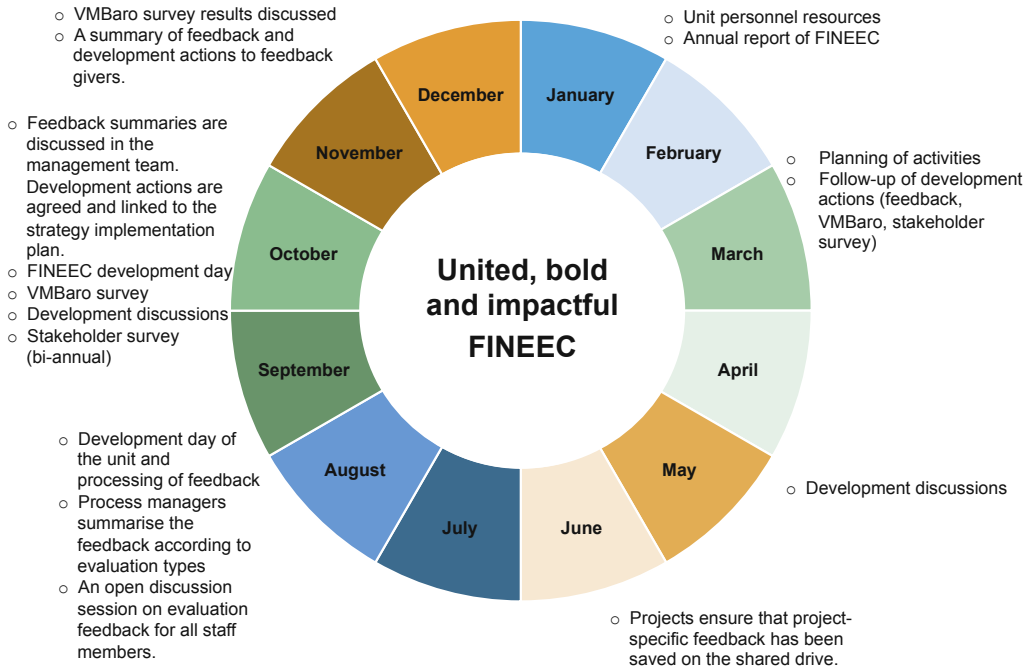 ○ VMBaro survey results discussed
○ A summary of feedback and
development actions to feedback
givers.
○ Unit personnel resources
○ Annual report of FINEEC
December
January
November
February
○ Feedback summaries are
discussed in the
management team.
Development actions are
agreed and linked to the
strategy implementation
plan.
○ FINEEC development day
○ VMBaro survey
○ Development discussions
○ Stakeholder survey
(bi-annual)
○ Planning of activities
○ Follow-up of development
actions (feedback,
VMBaro, stakeholder
survey)
October
March
United, bold
and impactful
FINEEC
September
April
August
May
July
June
○ Development day of
the unit and
processing of feedback
○ Process managers
summarise the
feedback according to
evaluation types
○ An open discussion
session on evaluation
feedback for all staff
members.
○ Development discussions
○ Projects ensure that project-
specific feedback has been
saved on the shared drive.